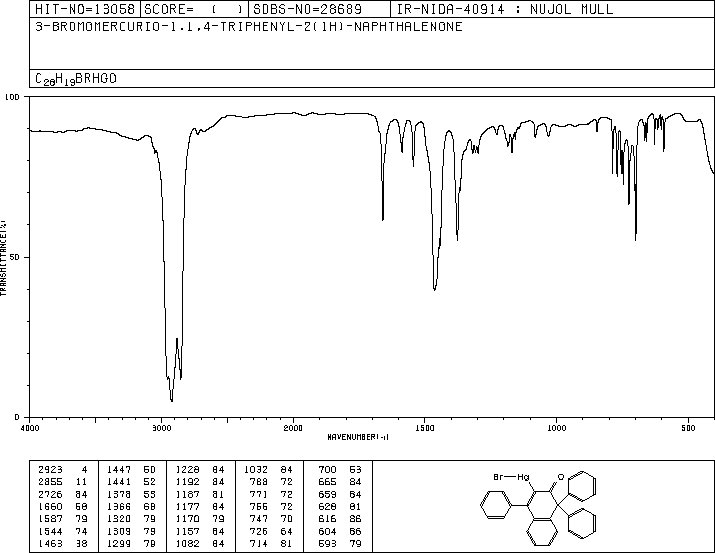 HIT-NO=13058 SCORE= ( ) SDBS-NO=28689 IR-NIDA-40914 : NUJOL MULL
3-BROMOMERCURIO-1,1,4-TRIPHENYL-2(1H)-NAPHTHALENONE
C28H19BRHGO
100
50
0
TRANSMITTANCE(%)
4000 3000 2000 1500 1000 500
WAVENUMBER(-1)
2923 4 1447 60 1228 84 1032 84 700 53
2855 11 1441 52 1192 84 788 72 665 84
2726 84 1378 55 1187 81 771 72 659 84
1660 58 1366 68 1177 84 755 72 628 81
1587 79 1320 79 1170 79 747 70 616 86
1544 74 1309 79 1157 84 726 64 604 86
1463 38 1299 79 1082 84 714 81 593 79
Br Hg O